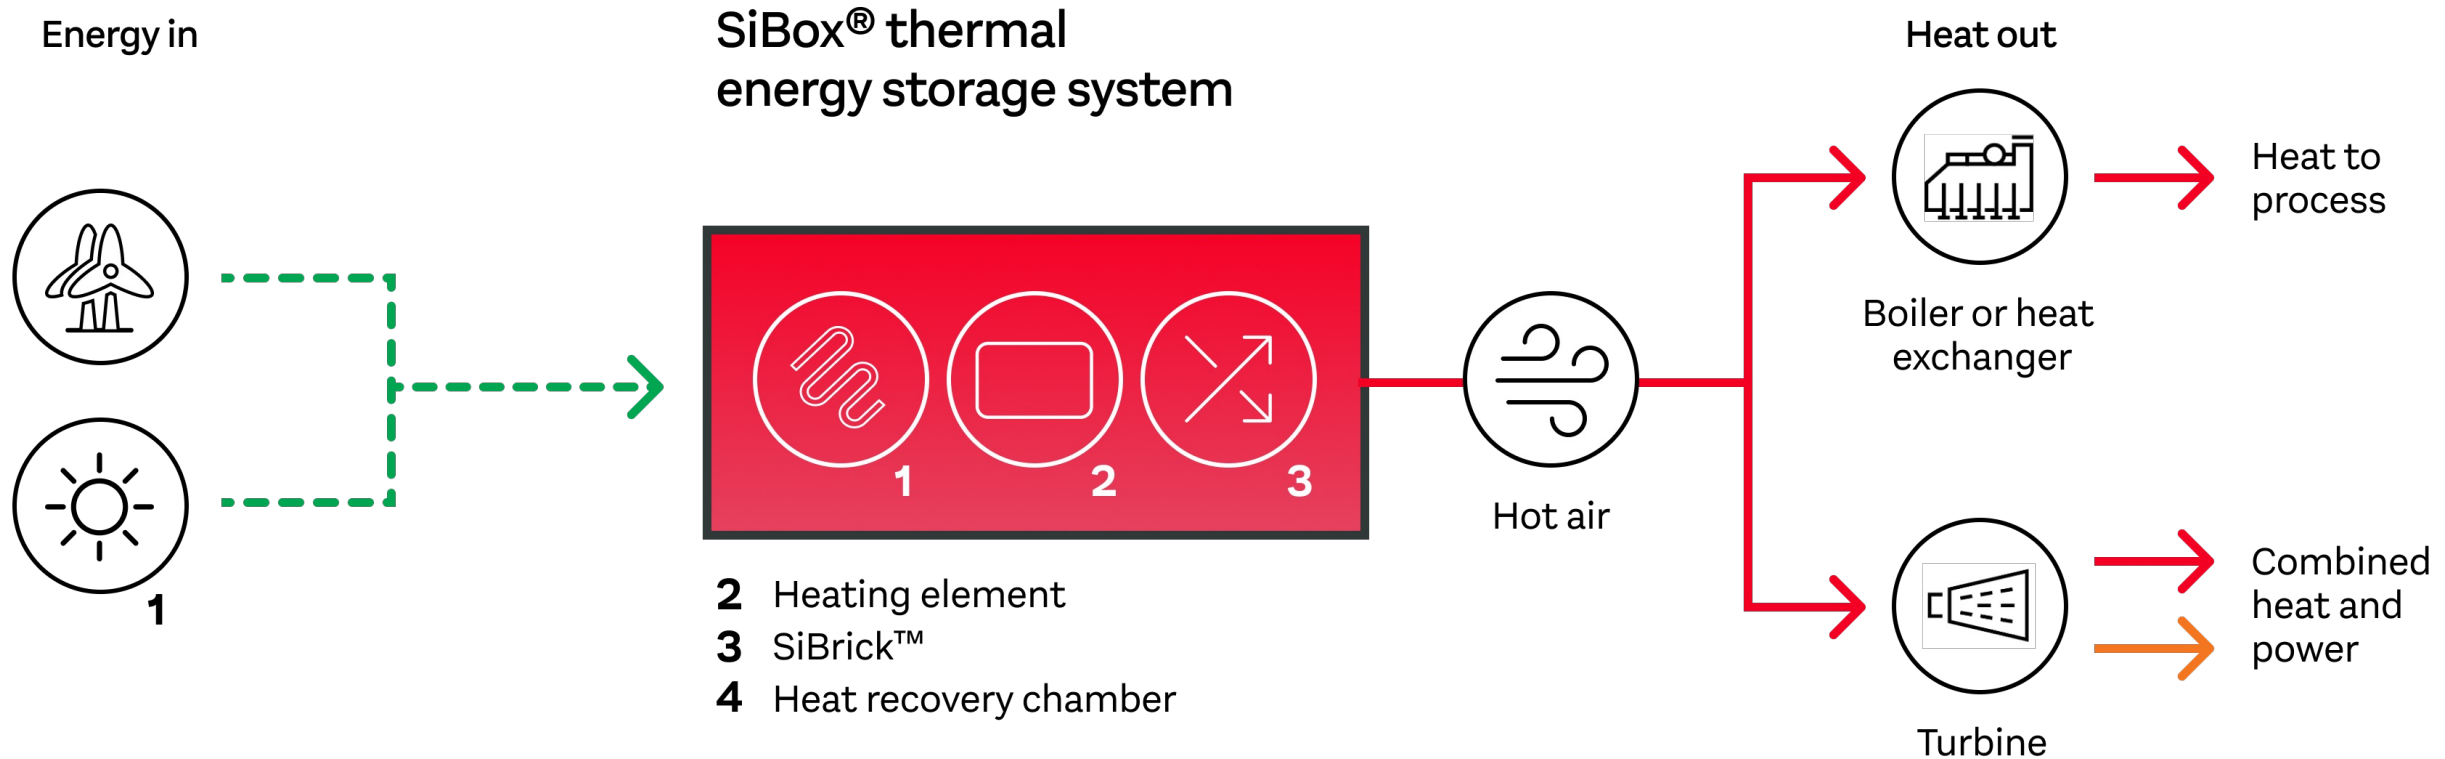 Energy in
SiBox® thermal
energy storage system
Heat out
Heat to
process
Boiler or heat
exchanger
1
2
3
Hot air
1
2 Heating element
3 SiBrick™
4 Heat recovery chamber
Combined
heat and
power
Turbine